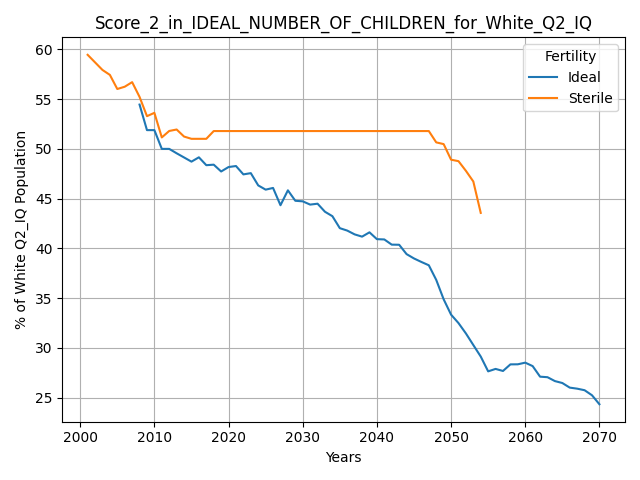 Score_2_in_IDEAL_NUMBER_OF_CHILDREN_for_White_Q2_IQ
Fertility
Ideal
Sterile
% of White Q2_IQ Population
60
55
50
45
40
35
30
25
2000 2010 2020 2030 2040 2050 2060 2070
Years